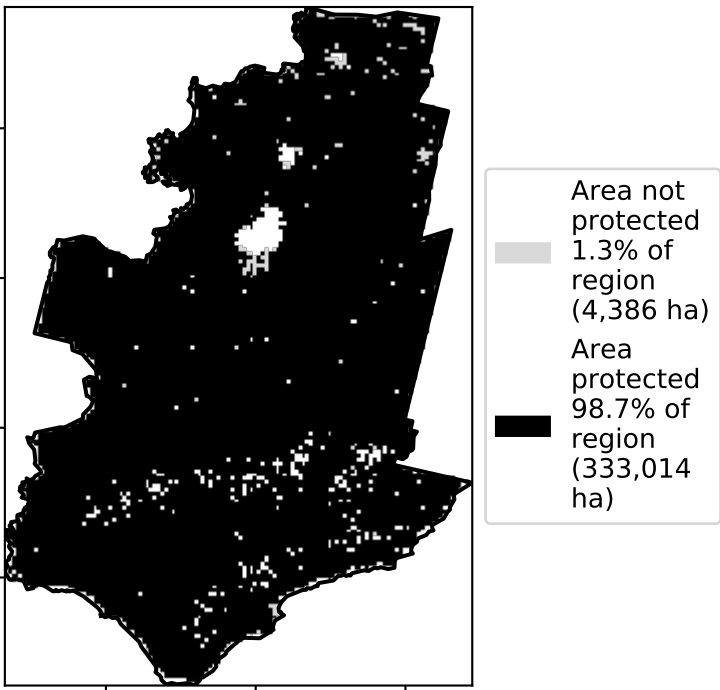 Area not
protected
1.3% of
region
(4,386 ha)
Area
protected
98.7% of
region
(333,014
ha)